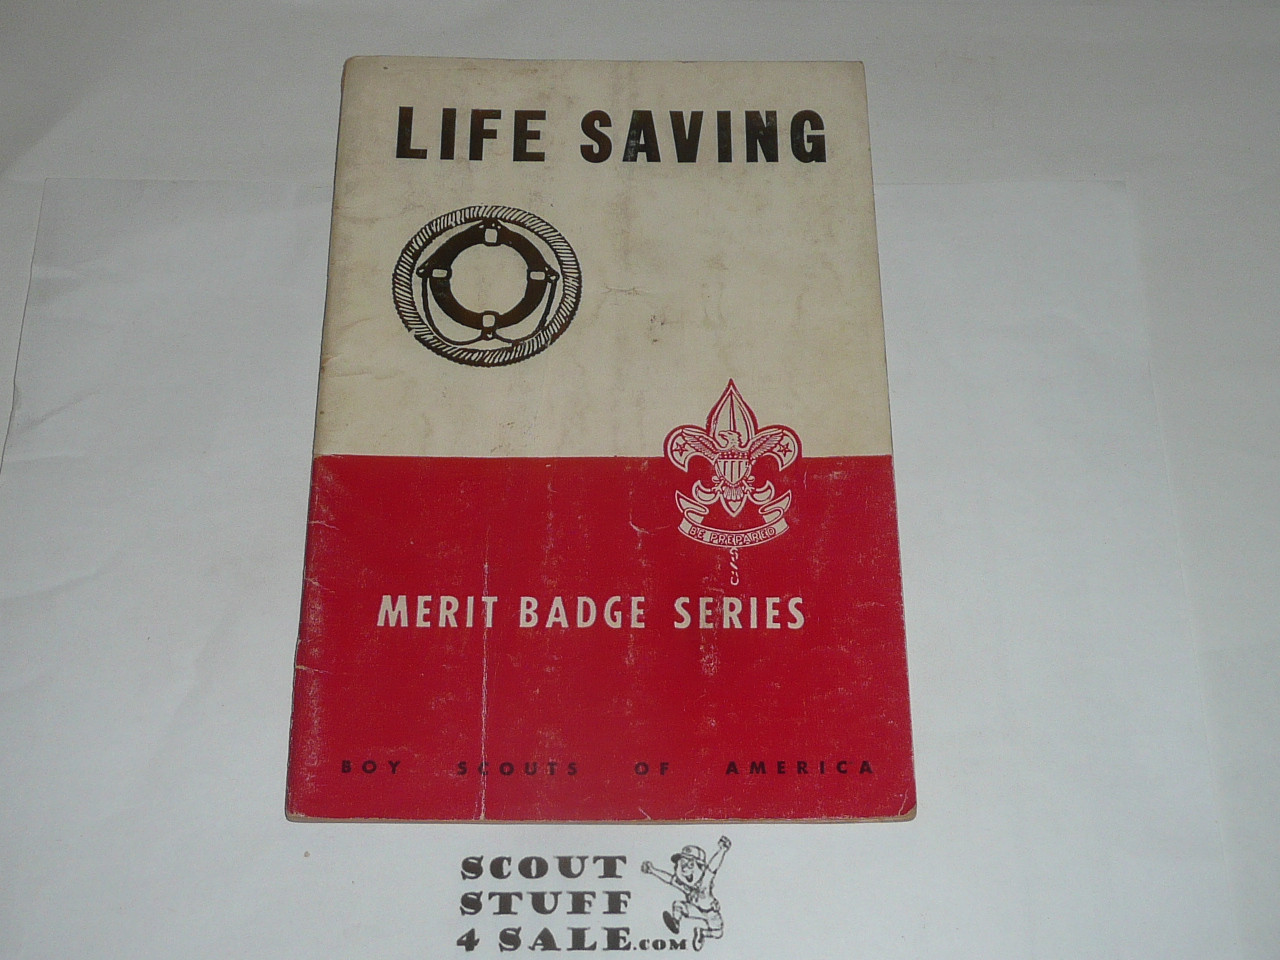 LIFE SAVING
BE PREPARED
MERIT BADGE SERIES
BOY SCOUTS OF AMERICA
SCOUT
STUFF
4 SALE.COM